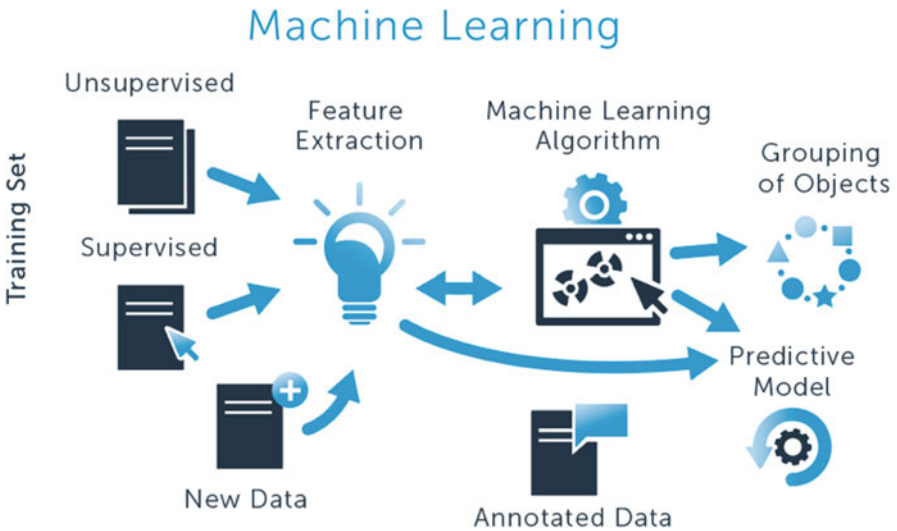 Machine Learning
Unsupervised
Feature
Extraction
Machine Learning
Algorithm
Grouping
of Objects
Training Set
Supervised
Predictive
Model
New Data
Annotated Data